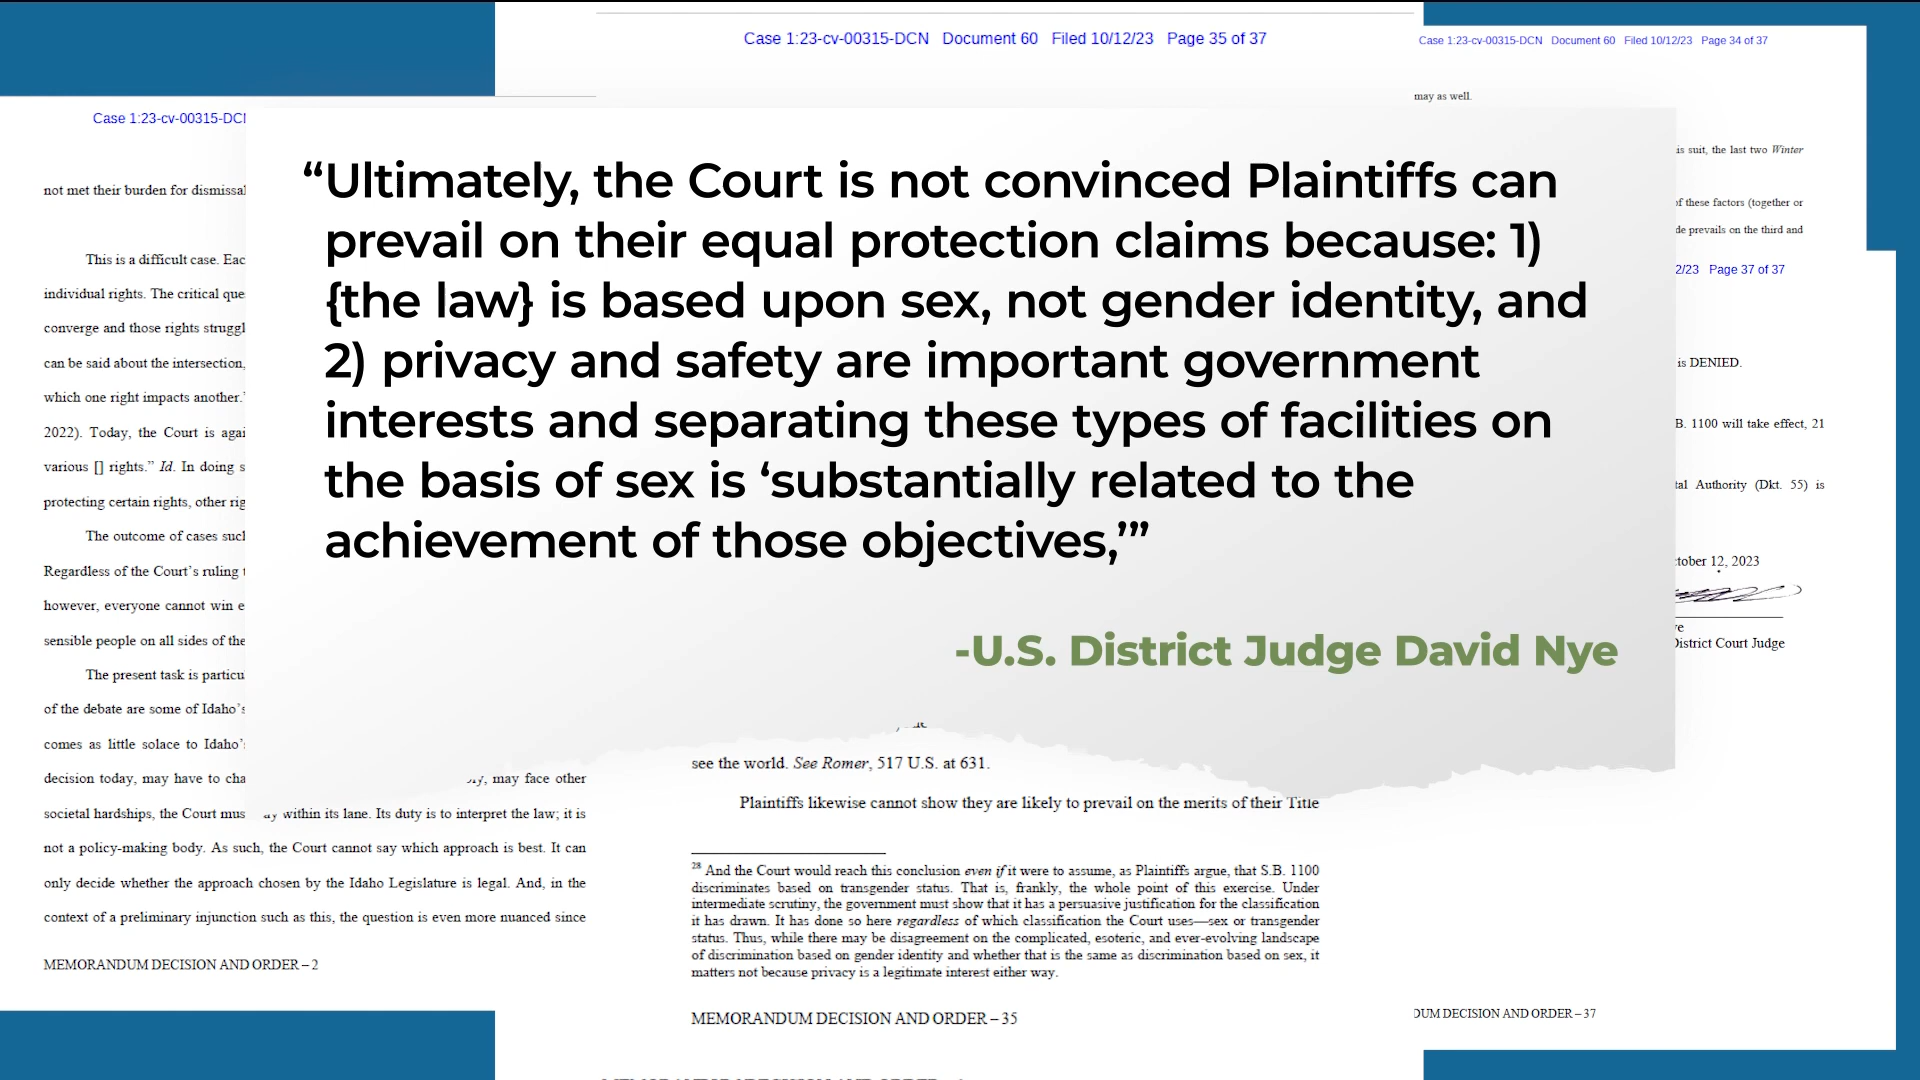 Case 1:23-cv-00315-DCN Document 60 Filed 10/12/23 Page 35 of 37
Case 1:23-cv-00315-DCN Document 60 Filed 10/12/23 Page 34 of 37
may as well.
Case 1:23-cv-00315-DCN
not met their burden for dismissal
This is a difficult case.
individual rights. The critical
converge and those rights
can be said about the intersection,
which one right impacts another.”
2022). Today, the Court is
various [] rights.” Id. In doing
protecting certain rights, other
The outcome of cases
Regardless of the Court’s ruling
however, everyone cannot win
sensible people on all sides of the
The present task is
of the debate are some of Idaho’s
comes as little solace to Idaho’
decision today, may have to may face other
societal hardships, the Court within its lane. Its duty is to interpret the law; it is
not a policy-making body. As such, the Court cannot say which approach is best. It can
only decide whether the approach chosen by the Idaho Legislature is legal. And, in the
context of a preliminary injunction such as this, the question is even more nuanced since
MEMORANDUM DECISION AND ORDER – 2
“Ultimately, the Court is not convinced Plaintiffs can
prevail on their equal protection claims because: 1)
{the law} is based upon sex, not gender identity, and
2) privacy and safety are important government
interests and separating these types of facilities on
the basis of sex is ‘substantially related to the
achievement of those objectives,’”
-U.S. District Judge David Nye
see the world. See Romer, 517 U.S. at 631.
Plaintiffs likewise cannot show they are likely to prevail on the merits of their Title
28 And the Court would reach this conclusion even if it were to assume, as Plaintiffs argue, that S.B. 1100
discriminates based on transgender status. That is, frankly, the whole point of this exercise. Under
intermediate scrutiny, the government must show that it has a persuasive justification for the classification
it has drawn. It has done so here regardless of which classification the Court uses—sex or transgender
status. Thus, while there may be disagreement on the complicated, esoteric, and ever-evolving landscape
of discrimination based on gender identity and whether that is the same as discrimination based on sex, it
matters not because privacy is a legitimate interest either way.
MEMORANDUM DECISION AND ORDER – 35
suit, the last two Winter
of these factors (together or
prevails on the third and
2/23 Page 37 of 37
is DENIED.
B. 1100 will take effect, 21
Authority (Dkt. 55) is
12, 2023
District Court Judge
DECISION AND ORDER – 37